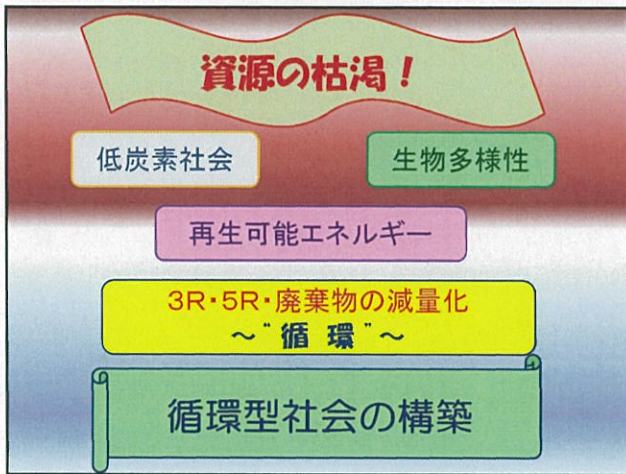 資源の枯渇！
低炭素社会
生物多様性
再生可能エネルギー
3R・5R・廃棄物の減量化
～“循 環”～
循環型社会の構築